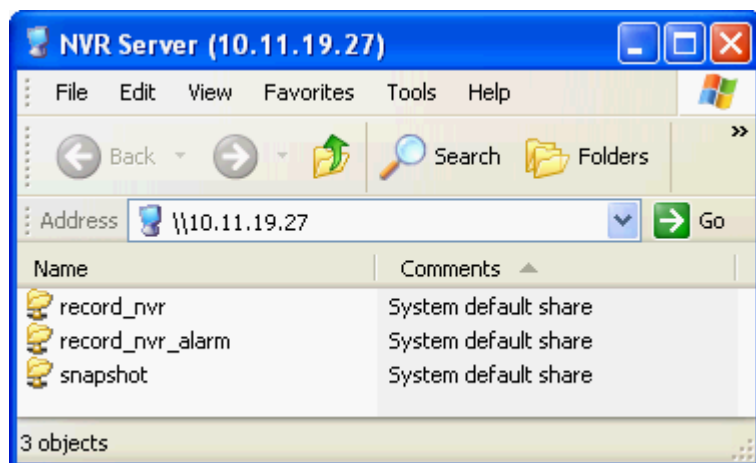 NVR Server (10.11.19.27)
File Edit View Favorites Tools Help
Back Search Folders »
Address \\10.11.19.27 Go
Name Comments
record_nvr System default share
record_nvr_alarm System default share
snapshot System default share
3 objects